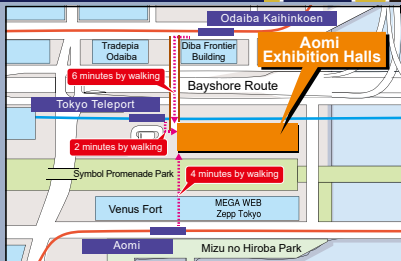 Odaiba Kaihinkoen
Tradepia
Odaiba
Diba Frontier
Building
Aomi
Exhibition Halls
6 minutes by walking
Bayshore Route
Tokyo Teleport
2 minutes by walking
Symbol Promenade Park
4 minutes by walking
Venus Fort
MEGA WEB
Zepp Tokyo
Aomi
Mizu no Hiroba Park